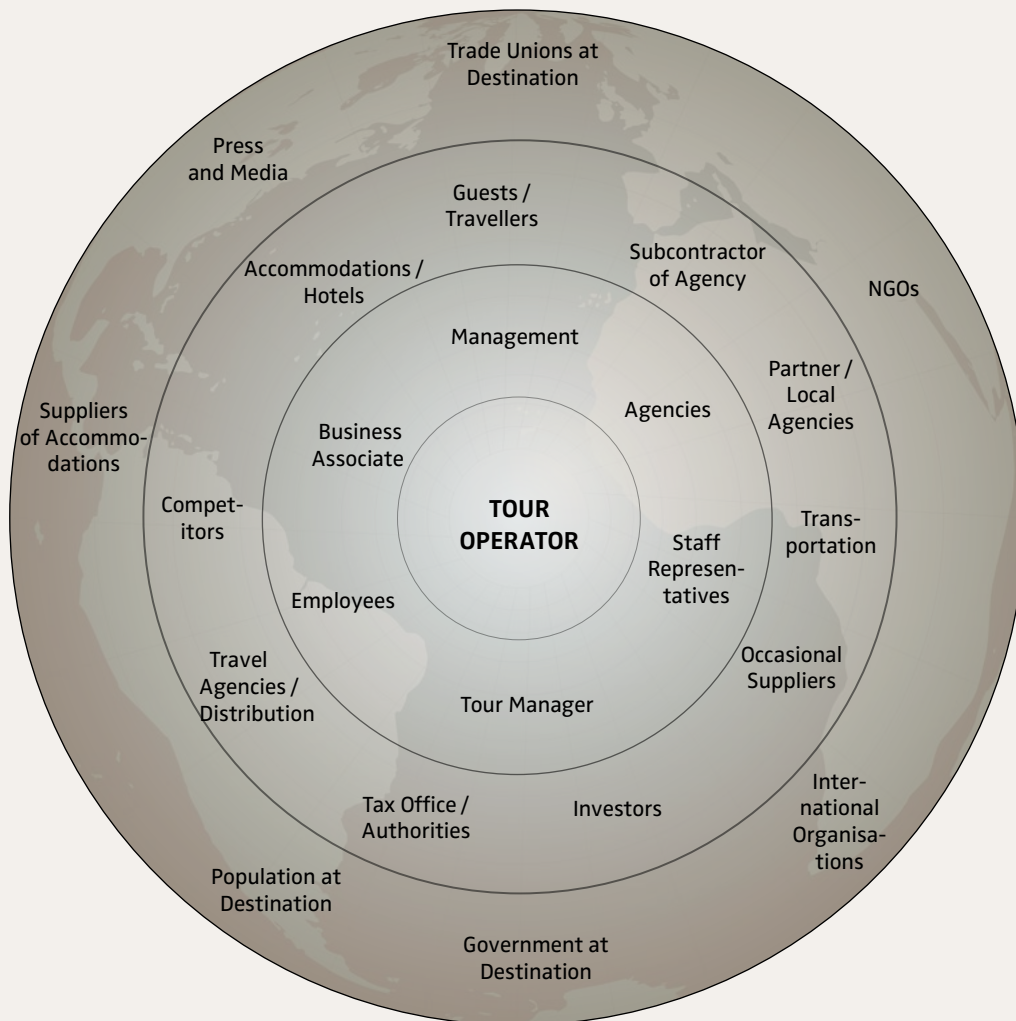 Trade Unions at
Destination
Press
and Media
Guests /
Travellers
Subcontractor
of Agency
Accommodations /
Hotels
NGOs
Management
Partner /
Local
Agencies
Agencies
Suppliers
of Accommo-
dations
Business
Associate
Compet-
itors
TOUR
OPERATOR
Trans-
portation
Staff
Represen-
tatives
Employees
Occasional
Suppliers
Travel
Agencies /
Distribution
Tour Manager
Inter-
national
Organisa-
tions
Tax Office /
Authorities
Investors
Population at
Destination
Government at
Destination